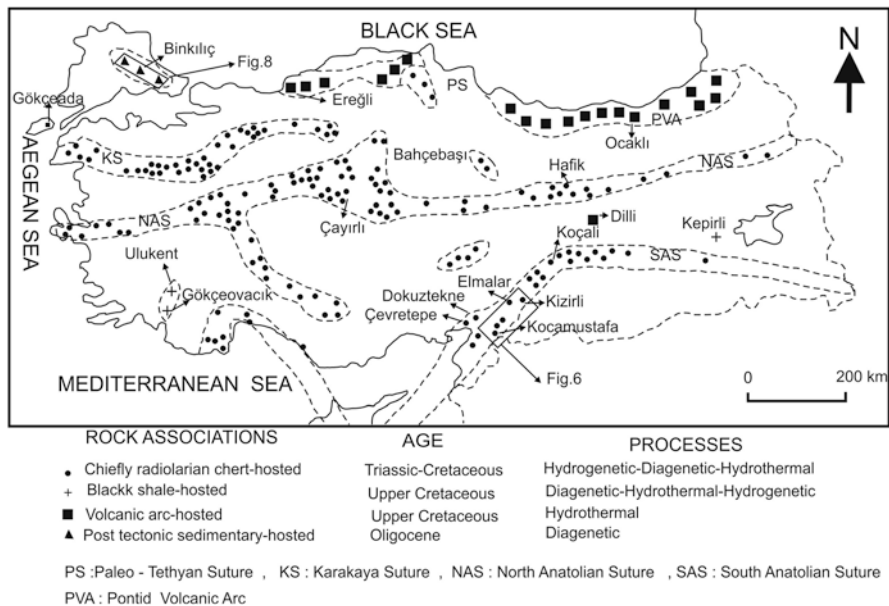 BLACK SEA
N
Binkılıç
Fig.8
Gökçeada
Ereğli
PS
PVA
Ocaklı
AEGEAN SEA
KS
Bahçebaşı
Hafik
NAS
NAS
Çayırlı
Dilli
Kepirli
Koçali
SAS
Ulukent
Gökçeovacık
Elmalar
Dokuztekne
Kizirli
Çevretepe
Kocamustafa
MEDITERRANEAN SEA
Fig.6
0 200 km
ROCK ASSOCIATIONS AGE PROCESSES
Chiefly radiolarian chert-hosted Triassic-Cretaceous Hydrogenetic-Diagenetic-Hydrothermal
Blackk shale-hosted Upper Cretaceous Diagenetic-Hydrothermal-Hydrogenetic
Volcanic arc-hosted Upper Cretaceous Hydrothermal
Post tectonic sedimentary-hosted Oligocene Diagenetic
PS :Paleo - Tethyan Suture , KS : Karakaya Suture , NAS : North Anatolian Suture , SAS : South Anatolian Suture
PVA : Pontid Volcanic Arc